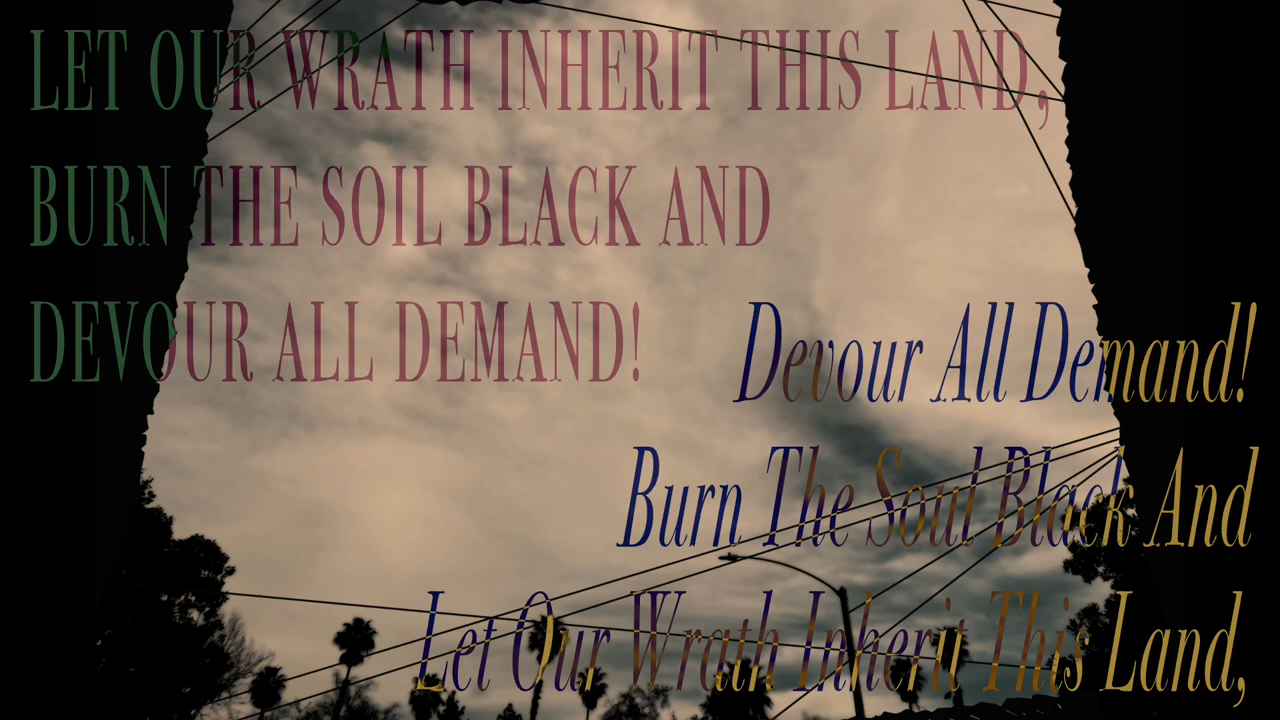 LET OUR WRATH INHERIT THIS LAND,
BURN THE SOIL BLACK AND
DEVOUR ALL DEMAND!
Devour All Demand!
Burn The Soul Black And
Let Our Wrath Inherit This Land,